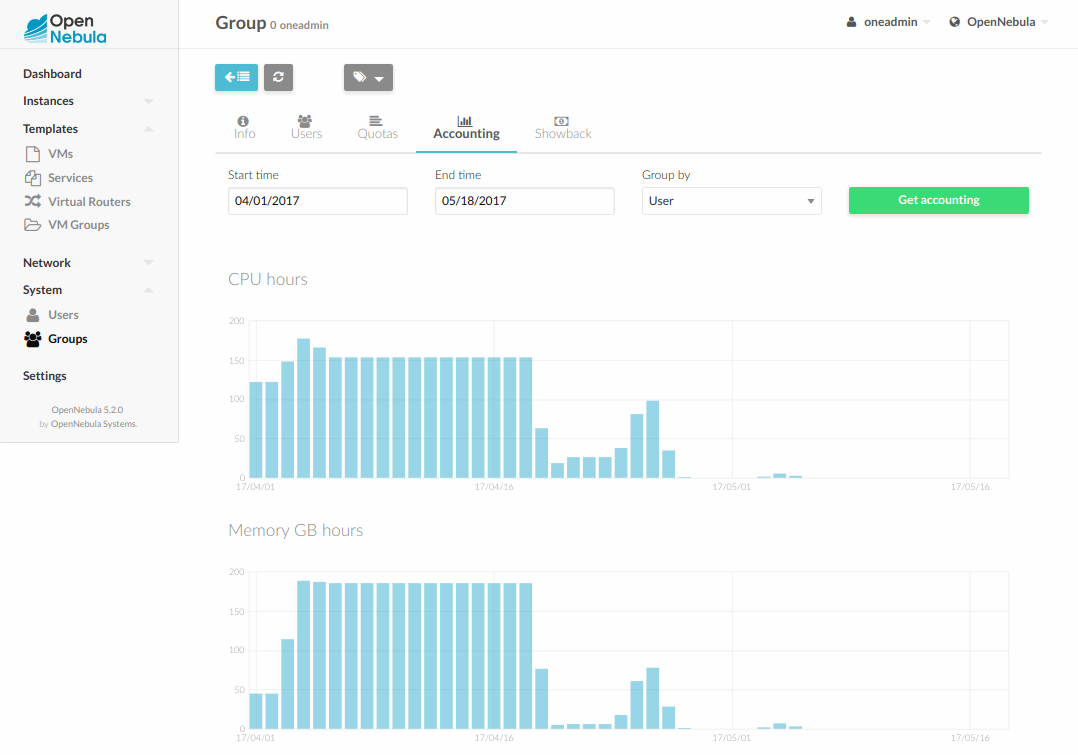 Open
Nebula
Group 0 oneadmin
oneadmin
OpenNebula
Dashboard
Instances
Templates
VMs
Services
Virtual Routers
VM Groups
Network
System
Users
Groups
Settings
OpenNebula 5.2.0
by OpenNebula Systems.
Info
Users
Quotas
Accounting
Showback
Start time
End time
Group by
04/01/2017
05/18/2017
User
Get accounting
CPU hours
200
150
100
50
0
17/04/01
17/04/16
17/05/01
17/05/16
Memory GB hours
200
150
100
50
0
17/04/01
17/04/16
17/05/01
17/05/16